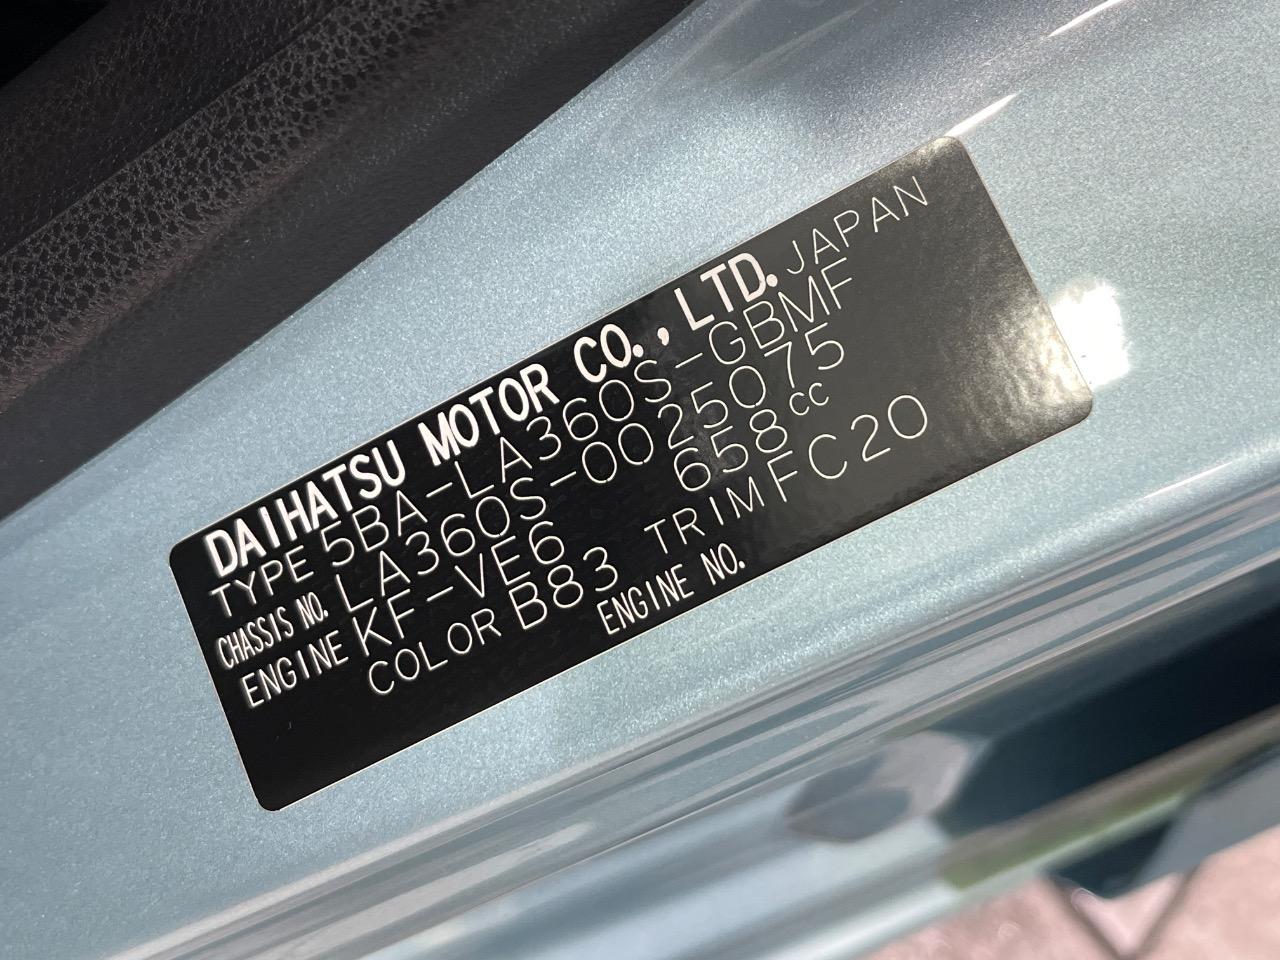 DAIHATSU MOTOR CO., LTD. JAPAN
TYPE 5BA-LA360S-GBMF
CHASSIS NO. LA360S-0025075
ENGINE KF-VE6 658cc
COLOR B83 TRIM FC20
ENGINE NO.